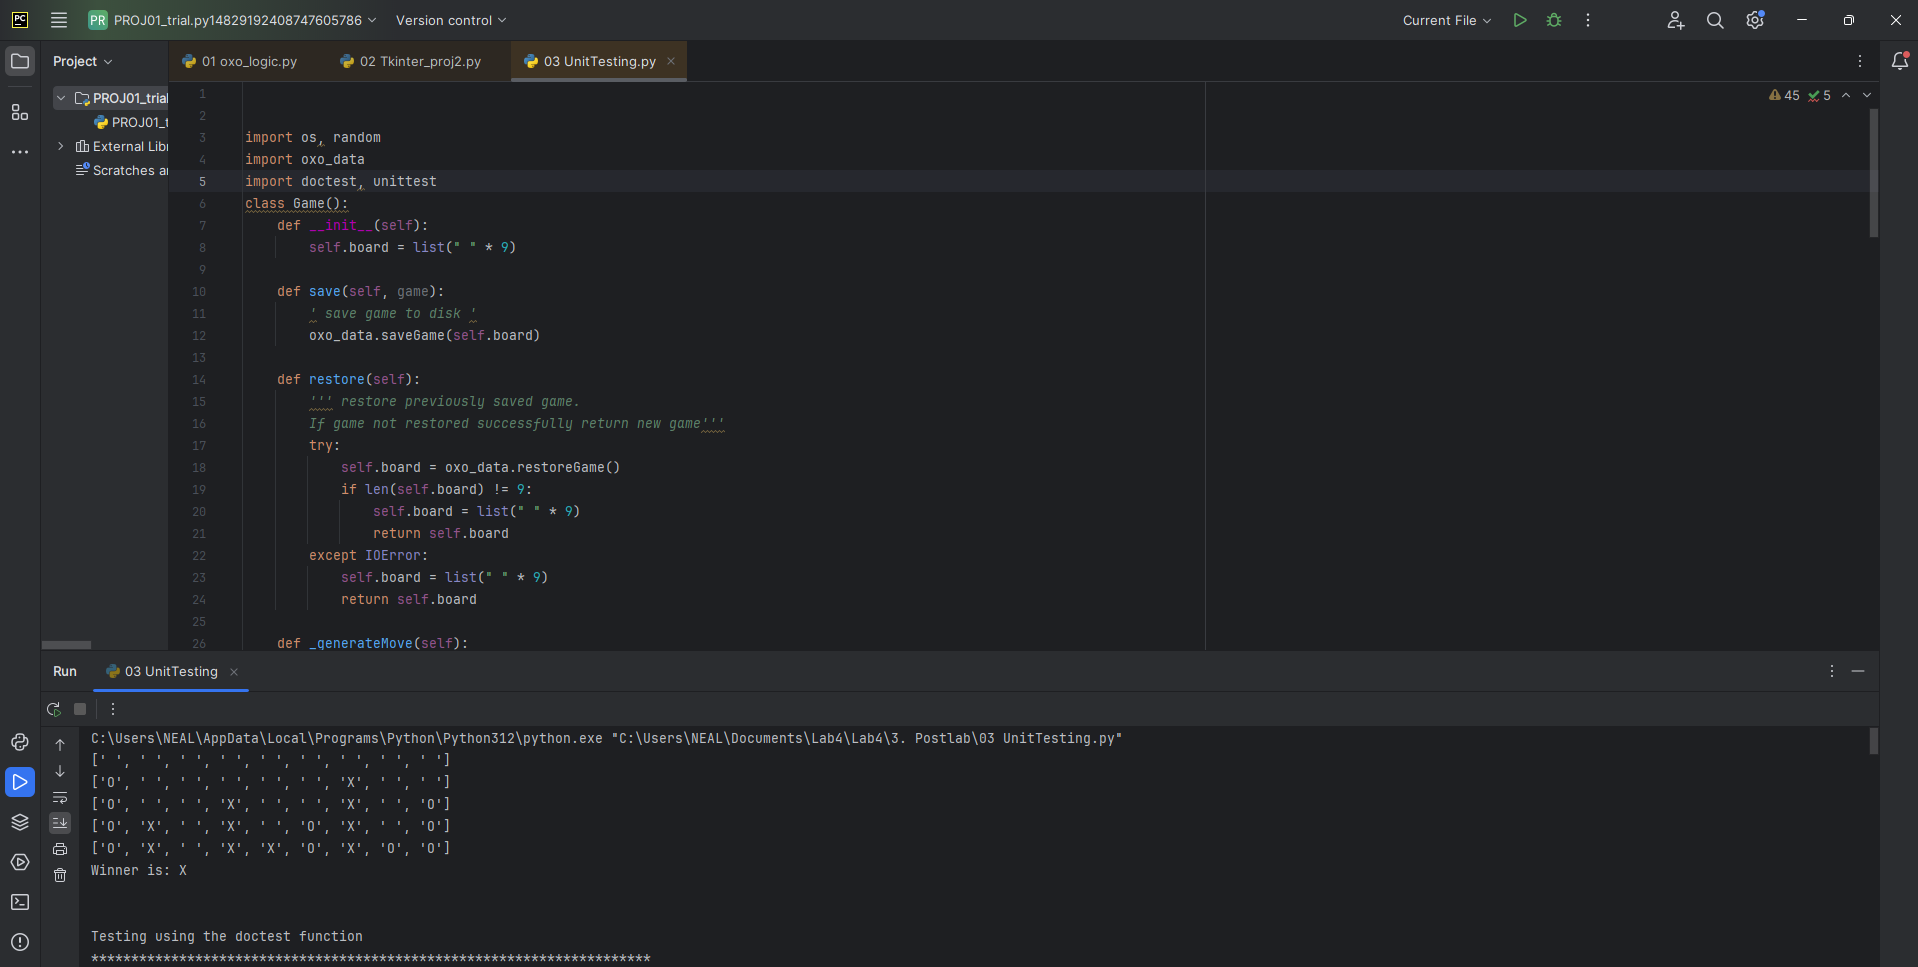 PC PR PROJ01_trial.py14829192408747605786 Version control Current File
Project 01 oxo_logic.py 02 Tkinter_proj2.py 03 UnitTesting.py
PROJ01_trial
PROJ01_t
External Lib
Scratches a
45 5
1
2
3 import os, random
4 import oxo_data
5 import doctest, unittest
6 class Game():
7 def __init__(self):
8 self.board = list(" " * 9)
9
10 def save(self, game):
11 ' save game to disk '
12 oxo_data.saveGame(self.board)
13
14 def restore(self):
15 ''' restore previously saved game.
16 If game not restored successfully return new game'''
17 try:
18 self.board = oxo_data.restoreGame()
19 if len(self.board) != 9:
20 self.board = list(" " * 9)
21 return self.board
22 except IOError:
23 self.board = list(" " * 9)
24 return self.board
25
26 def _generateMove(self):
Run 03 UnitTesting
C:\Users\NEAL\AppData\Local\Programs\Python\Python312\python.exe "C:\Users\NEAL\Documents\Lab4\Lab4\3. Postlab\03 UnitTesting.py"
[' ', ' ', ' ', ' ', ' ', ' ', ' ', ' ', ' ']
['O', ' ', ' ', ' ', ' ', ' ', 'X', ' ', ' ']
['O', ' ', ' ', 'X', ' ', ' ', 'X', ' ', 'O']
['O', 'X', ' ', 'X', ' ', 'O', 'X', ' ', 'O']
['O', 'X', ' ', 'X', 'X', 'O', 'X', 'O', 'O']
Winner is: X
Testing using the doctest function
**********************************************************************